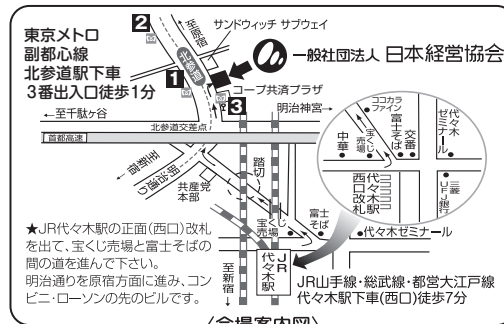 東京メトロ
副都心線
北参道駅下車
3番出入口徒歩1分
2
至原宿
サンドウィッチ サブウェイ
北参道
1
一般社団法人 日本経営協会
コープ共済プラザ
3
←至千駄ヶ谷
明治神宮→
北参道交差点
首都高速
至新宿
明治通り
共産党
本部
踏切
宝くじ
売場
富士
そば
代々木ゼミナール
JR
代々木駅
至新宿
中華
ココカラ
ファイン
宝くじ
売場
富士そば
交番
代々木
ゼミナール
代々木駅
西口改札
三菱
UFJ銀行
★JR代々木駅の正面(西口)改札
を出て、宝くじ売場と富士そばの
間の道を進んで下さい。
明治通りを原宿方面に進み、コン
ビニ・ローソンの先のビルです。
JR山手線・総武線・都営大江戸線
代々木駅下車(西口)徒歩7分
〈会場案内図〉